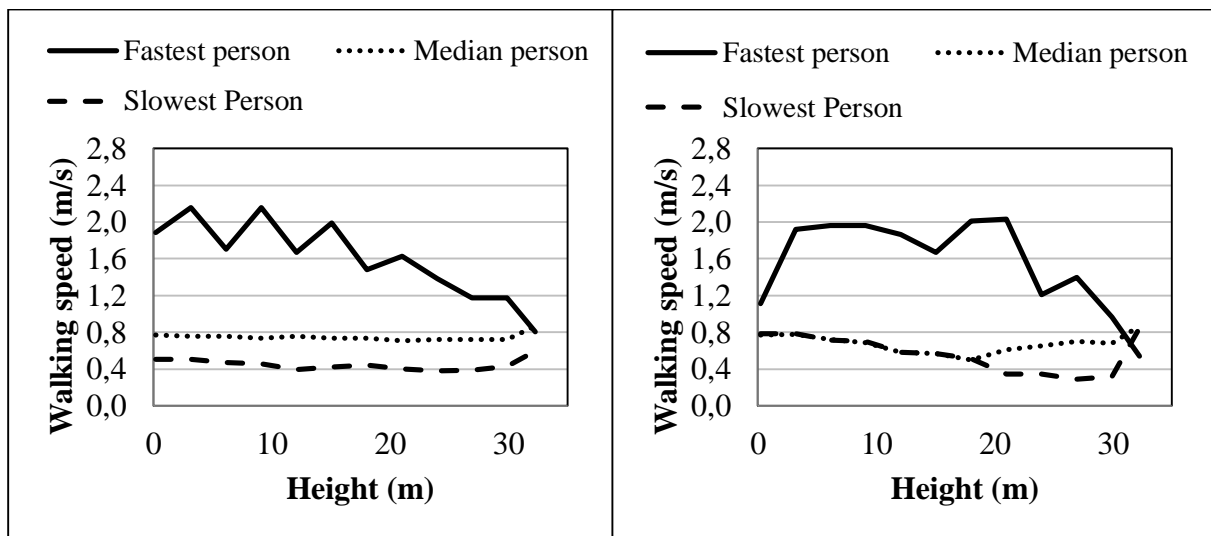 Fastest person
Median person
Slowest Person
Walking speed (m/s)
2,8
2,4
2,0
1,6
1,2
0,8
0,4
0,0
0
10
20
30
Height (m)
Fastest person
Median person
Slowest Person
Walking speed (m/s)
2,8
2,4
2,0
1,6
1,2
0,8
0,4
0,0
0
10
20
30
Height (m)